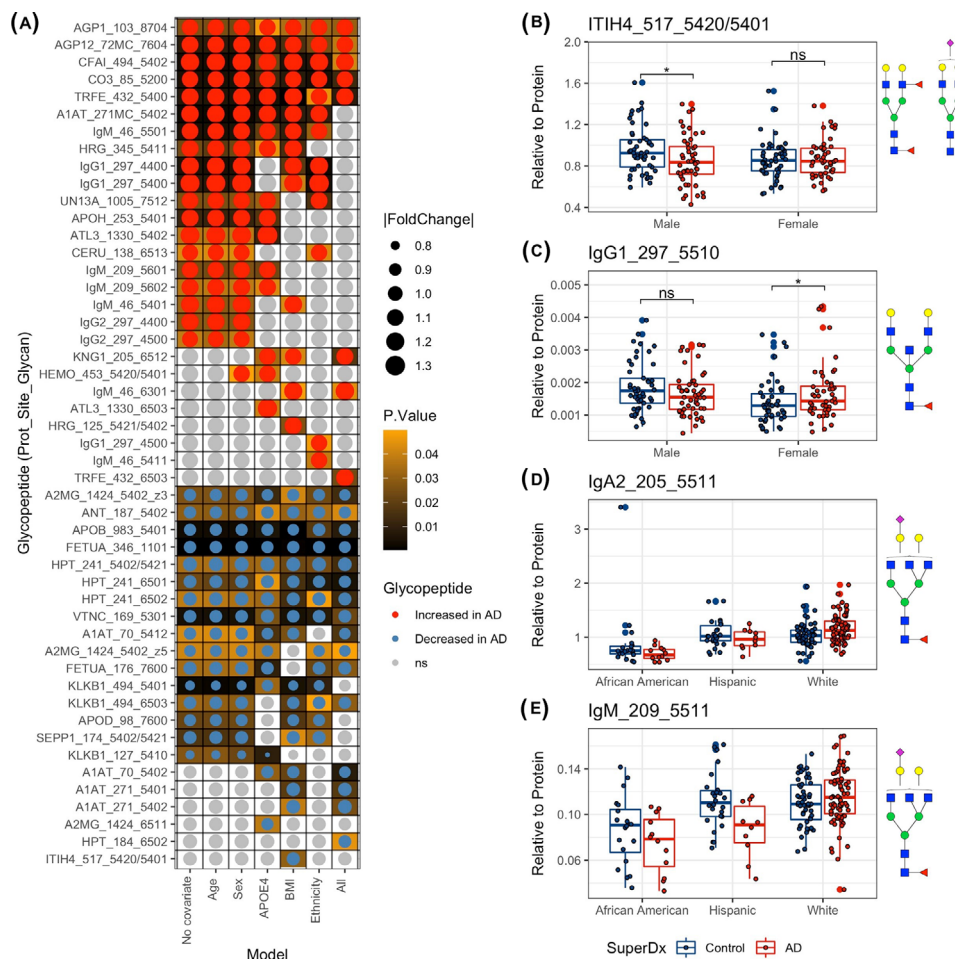 (A)
AGP1_103_8704
AGP12_72MC_7604
CFAI_494_5402
CO3_85_5200
TRFE_432_5400
A1AT_271MC_5402
IgM_46_5501
HRG_345_5411
IgG1_297_4400
IgG1_297_5400
UN13A_1005_7512
APOH_253_5401
ATL3_1330_5402
CERU_138_6513
IgM_209_5601
IgM_209_5602
IgM_46_5401
IgG2_297_4400
IgG2_297_4500
KNG1_205_6512
HEMO_453_5420/5401
IgM_46_6301
ATL3_1330_6503
HRG_125_5421/5402
IgG1_297_4500
IgM_46_5411
TRFE_432_6503
A2MG_1424_5402_z3
ANT_187_5402
APOB_983_5401
FETUA_346_1101
HPT_241_5402/5421
HPT_241_6501
HPT_241_6502
VTNC_169_5301
A1AT_70_5412
A2MG_1424_5402_z5
FETUA_176_7600
KLKB1_494_5401
KLKB1_494_6503
APOD_98_7600
SEPP1_174_5402/5421
KLKB1_127_5410
A1AT_70_5402
A1AT_271_5401
A1AT_271_5402
A2MG_1424_6511
HPT_184_6502
ITIH4_517_5420/5401
Glycopeptide (Prot_Site_Glycan)
No covariate
Age
Sex
APOE4
BMI
Ethnicity
All
Model
|FoldChange|
0.8
0.9
1.0
1.1
1.2
1.3
P.Value
0.04
0.03
0.02
0.01
Glycopeptide
Increased in AD
Decreased in AD
ns
(B)
ITIH4_517_5420/5401
Relative to Protein
2.0
1.6
1.2
0.8
0.4
*
ns
Male
Female
(C)
IgG1_297_5510
Relative to Protein
0.005
0.004
0.003
0.002
0.001
ns
*
Male
Female
(D)
IgA2_205_5511
Relative to Protein
3
2
1
African American
Hispanic
White
(E)
IgM_209_5511
Relative to Protein
0.14
0.10
0.06
African American
Hispanic
White
SuperDx
Control
AD